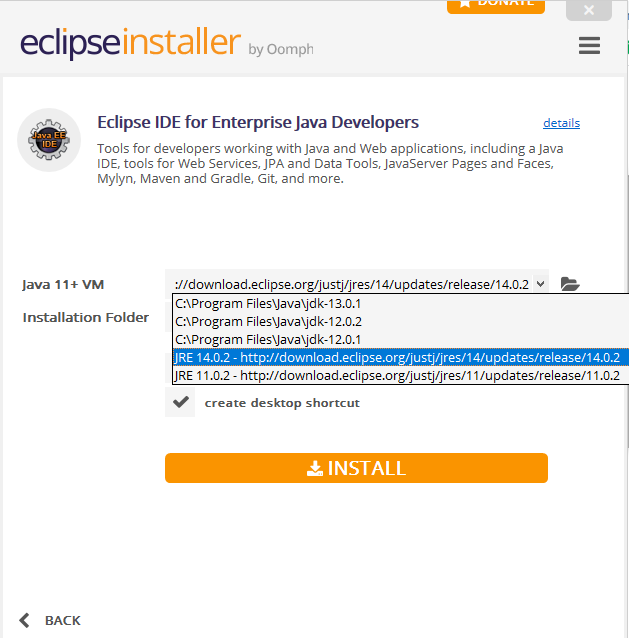 DONATE
eclipseinstaller by Oomph
Java EE
IDE
Eclipse IDE for Enterprise Java Developers
details
Tools for developers working with Java and Web applications, including a Java
IDE, tools for Web Services, JPA and Data Tools, JavaServer Pages and Faces,
Mylyn, Maven and Gradle, Git, and more.
Java 11+ VM
://download.eclipse.org/justj/jres/14/updates/release/14.0.2
C:\Program Files\Java\jdk-13.0.1
Installation Folder
C:\Program Files\Java\jdk-12.0.2
C:\Program Files\Java\jdk-12.0.1
JRE 14.0.2 - http://download.eclipse.org/justj/jres/14/updates/release/14.0.2
JRE 11.0.2 - http://download.eclipse.org/justj/jres/11/updates/release/11.0.2
create desktop shortcut
INSTALL
BACK